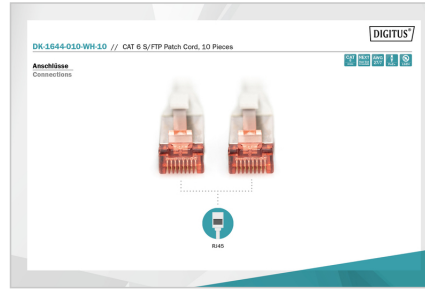 DIGITUS®
DK-1644-010-WH-10 // CAT 6 S/FTP Patch Cord, 10 Pieces
Anschlüsse
Connections
RJ45